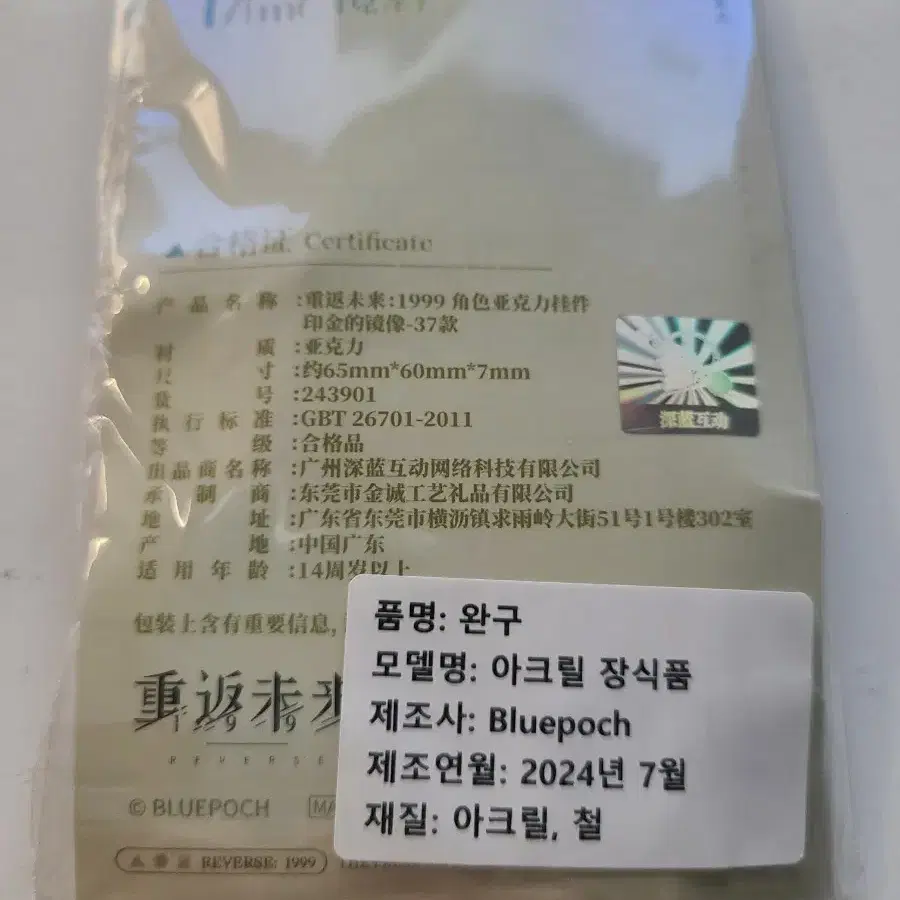 Time
合格证 Certificate
产品名称:重返未来:1999 角色亚克力挂件
印金的镜像-37款
材质:亚克力
尺寸:约65mm*60mm*7mm
货号:243901
执行标准:GBT 26701-2011
等级:合格品
出品商名称:广州深蓝互动网络科技有限公司
承制商:东莞市金诚工艺礼品有限公司
地址:广东省东莞市横沥镇求雨岭大街51号1号楼302室
产地:中国广东
适用年龄:14周岁以上
深蓝互动
包装上含有重要信息,
重返未来
REVERSE
© BLUEPOCH
REVERSE: 1999
품명: 완구
모델명: 아크릴 장식품
제조사: Bluepoch
제조연월: 2024년 7월
재질: 아크릴, 철